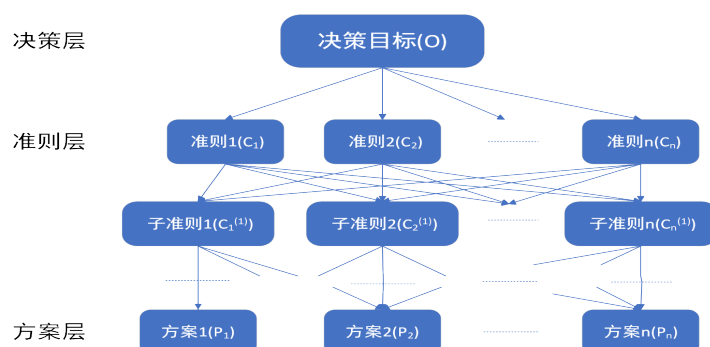 决策层
决策目标(O)
准则层
准则1(C₁)
准则2(C₂)
准则n(Cₙ)
子准则1(C₁⁽¹⁾)
子准则2(C₂⁽¹⁾)
子准则n(Cₙ⁽¹⁾)
方案层
方案1(P₁)
方案2(P₂)
方案n(Pₙ)